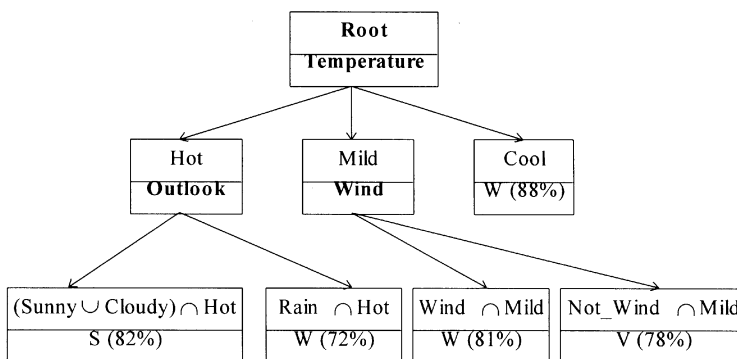 Root
Temperature
Hot
Outlook
Mild
Wind
Cool
W (88%)
(Sunny ∪ Cloudy) ∩ Hot
S (82%)
Rain ∩ Hot
W (72%)
Wind ∩ Mild
W (81%)
Not_Wind ∩ Mild
V (78%)